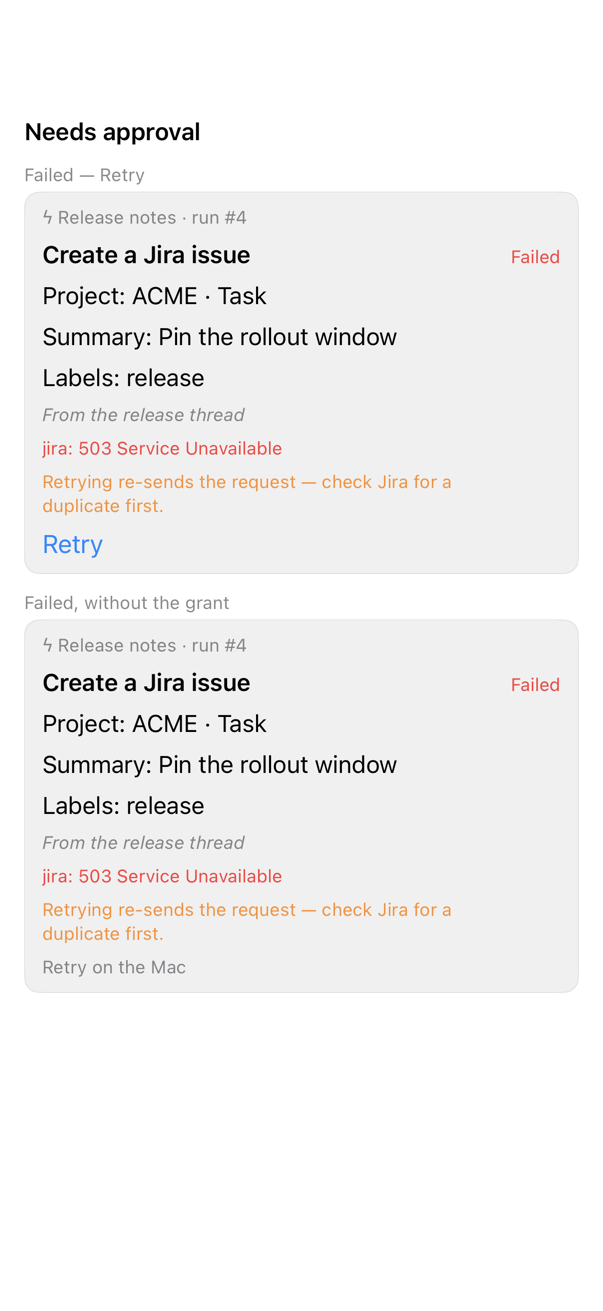 Needs approval
Failed — Retry
ϟ Release notes · run #4
Create a Jira issue
Failed
Project: ACME · Task
Summary: Pin the rollout window
Labels: release
From the release thread
jira: 503 Service Unavailable
Retrying re-sends the request — check Jira for a
duplicate first.
Retry
Failed, without the grant
ϟ Release notes · run #4
Create a Jira issue
Failed
Project: ACME · Task
Summary: Pin the rollout window
Labels: release
From the release thread
jira: 503 Service Unavailable
Retrying re-sends the request — check Jira for a
duplicate first.
Retry on the Mac